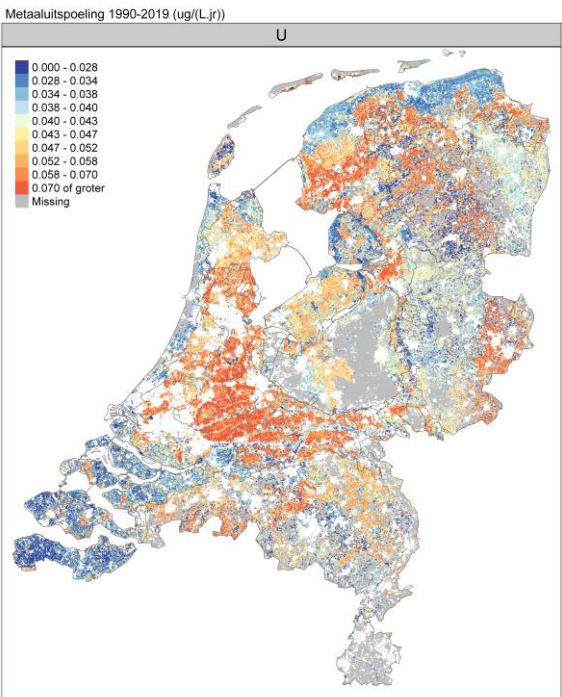 Metaaluitspoeling 1990-2019 (ug/(L.jr))
U
0.000 - 0.028
0.028 - 0.034
0.034 - 0.038
0.038 - 0.040
0.040 - 0.043
0.043 - 0.047
0.047 - 0.052
0.052 - 0.058
0.058 - 0.070
0.070 of groter
Missing